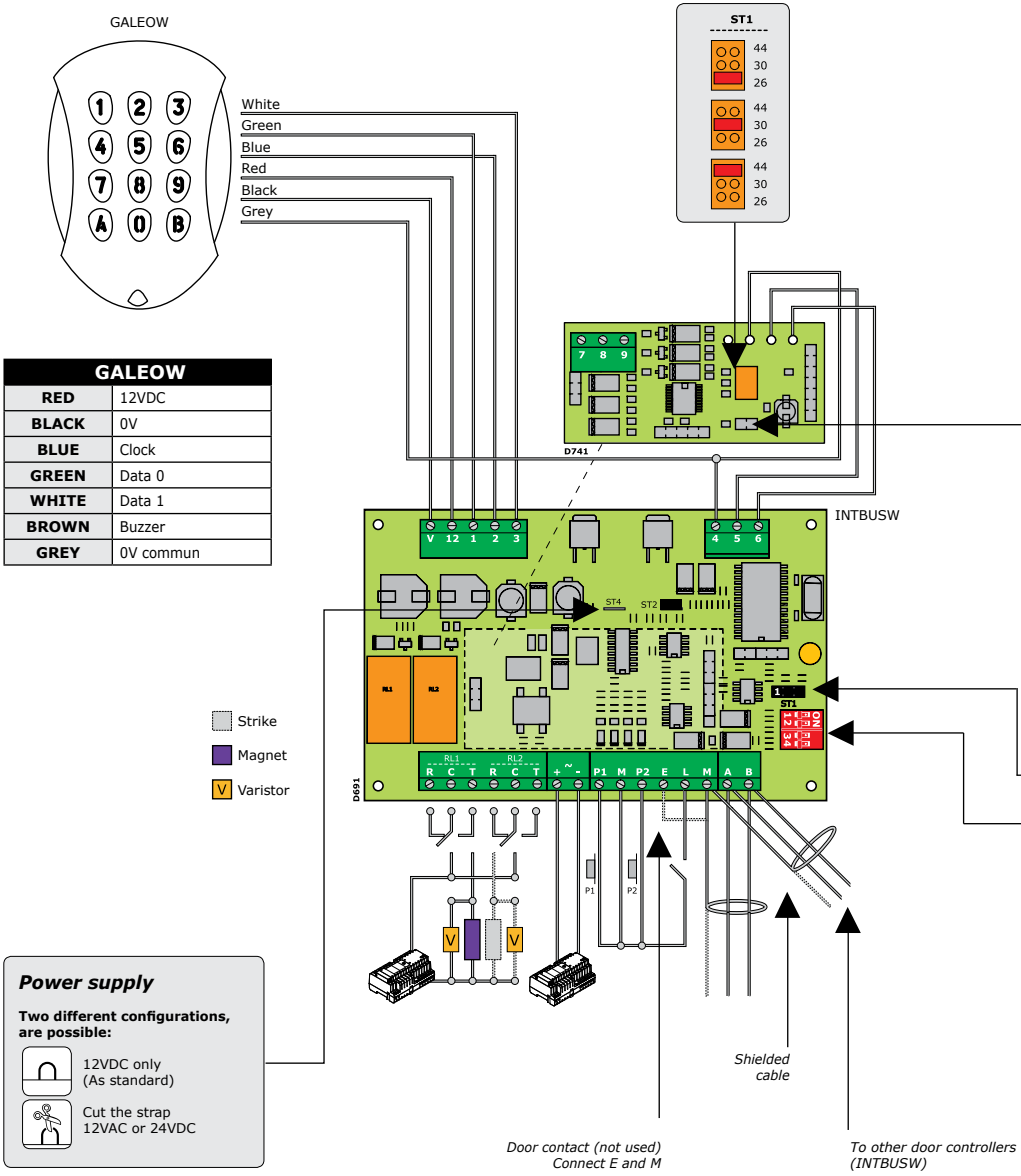 GALEOW
1 2 3
4 5 6
7 8 9
A 0 B
White
Green
Blue
Red
Black
Grey
ST1
44
30
26
44
30
26
44
30
26
GALEOW
RED 12VDC
BLACK 0V
BLUE Clock
GREEN Data 0
WHITE Data 1
BROWN Buzzer
GREY 0V commun
7 8 9
D741
INTBUSW
V 12 1 2 3
4 5 6
ST4
ST2
RL1
RL2
1
ST1
ON
1 2 3 4
Strike
Magnet
V Varistor
D691
RL1 RL2
R C T R C T + ~ - P1 M P2 E L M A B
P1
P2
V
V
Power supply
Two different configurations,
are possible:
12VDC only
(As standard)
Cut the strap
12VAC or 24VDC
Shielded
cable
Door contact (not used)
Connect E and M
To other door controllers
(INTBUSW)